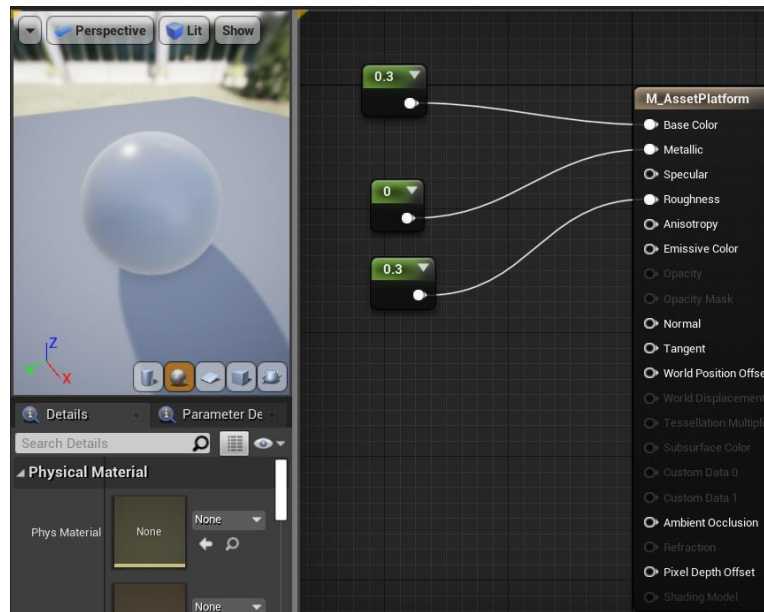 Perspective
Lit
Show
Z
X
Details
Parameter De
Search Details
Physical Material
Phys Material
None
None
None
0.3
0
0.3
M_AssetPlatform
Base Color
Metallic
Specular
Roughness
Anisotropy
Emissive Color
Opacity
Opacity Mask
Normal
Tangent
World Position Offse
World Displacement
Tessellation Multipli
Subsurface Color
Custom Data 0
Custom Data 1
Ambient Occlusion
Refraction
Pixel Depth Offset
Shading Model